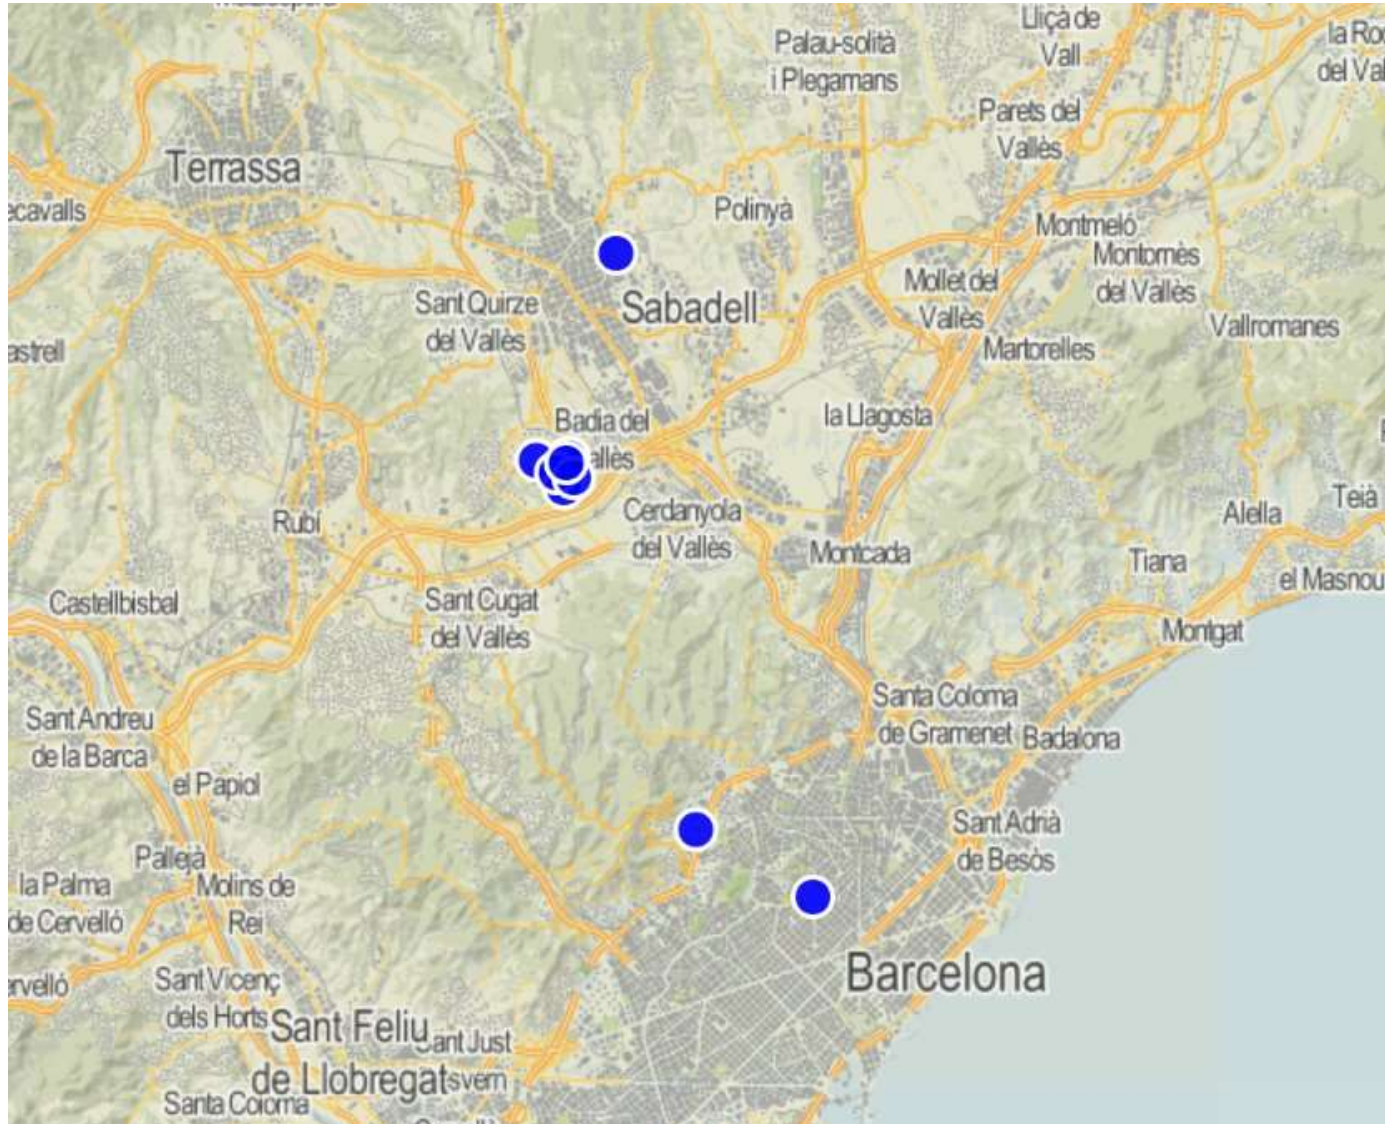 Lliçà de
Vall
la Roc
del Val
Palau-solità
i Plegamans
Parets del
Vallès
Terrassa
ecavalls
Polinyà
Montmeló
Montornès
del Vallès
Sant Quirze
del Vallès
Sabadell
Mollet del
Vallès
Vallromanes
astrell
Martorelles
Badia del
allès
la Llagosta
Rubí
Cerdanyola
del Vallès
Montcada
Alella
Teià
Tiana
el Masnou
Castellbisbal
Sant Cugat
del Vallès
Montgat
Sant Andreu
de la Barca
Santa Coloma
de Gramenet
Badalona
el Papiol
Sant Adrià
de Besòs
Pallejà
la Palma
de Cervelló
Molins de
Rei
Barcelona
rvelló
Sant Vicenç
dels Horts
Sant Feliu
de Llobregat
ant Just
svern
Santa Coloma